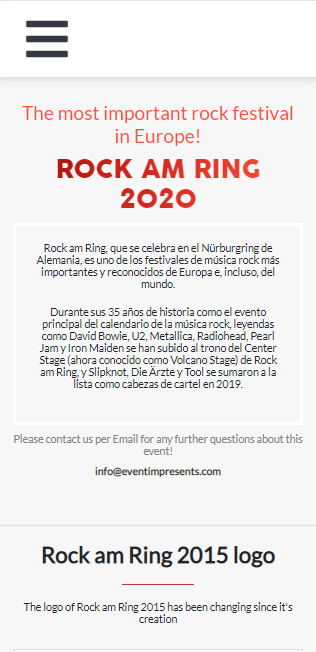 The most important rock festival
in Europe!
ROCK AM RING
2020
Rock am Ring, que se celebra en el Nürburgring de
Alemania, es uno de los festivales de música rock más
importantes y reconocidos de Europa e, incluso, del
mundo.
Durante sus 35 años de historia como el evento
principal del calendario de la música rock, leyendas
como David Bowie, U2, Metallica, Radiohead, Pearl
Jam y Iron Maiden se han subido al trono del Center
Stage (ahora conocido como Volcano Stage) de Rock
am Ring, y Slipknot, Die Ärzte y Tool se sumaron a la
lista como cabezas de cartel en 2019.
Please contact us per Email for any further questions about this
event!
info@eventimpresents.com
Rock am Ring 2015 logo
The logo of Rock am Ring 2015 has been changing since it's
creation